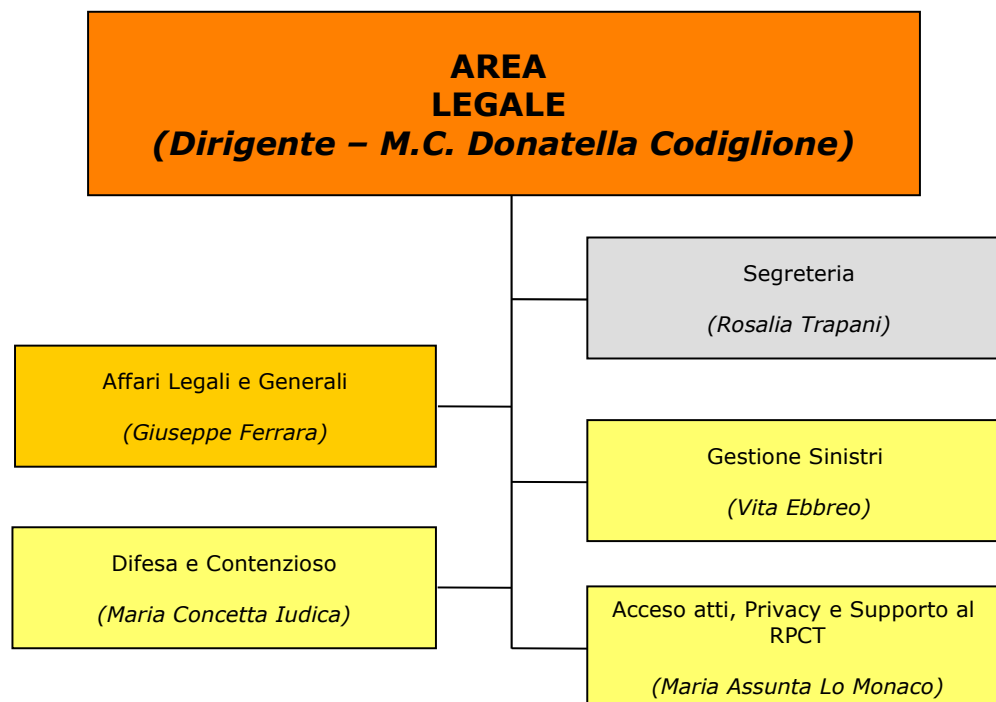 AREA
LEGALE
(Dirigente – M.C. Donatella Codiglione)
Segreteria
(Rosalia Trapani)
Affari Legali e Generali
(Giuseppe Ferrara)
Gestione Sinistri
(Vita Ebbreo)
Difesa e Contenzioso
(Maria Concetta Iudica)
Acceso atti, Privacy e Supporto al
RPCT
(Maria Assunta Lo Monaco)